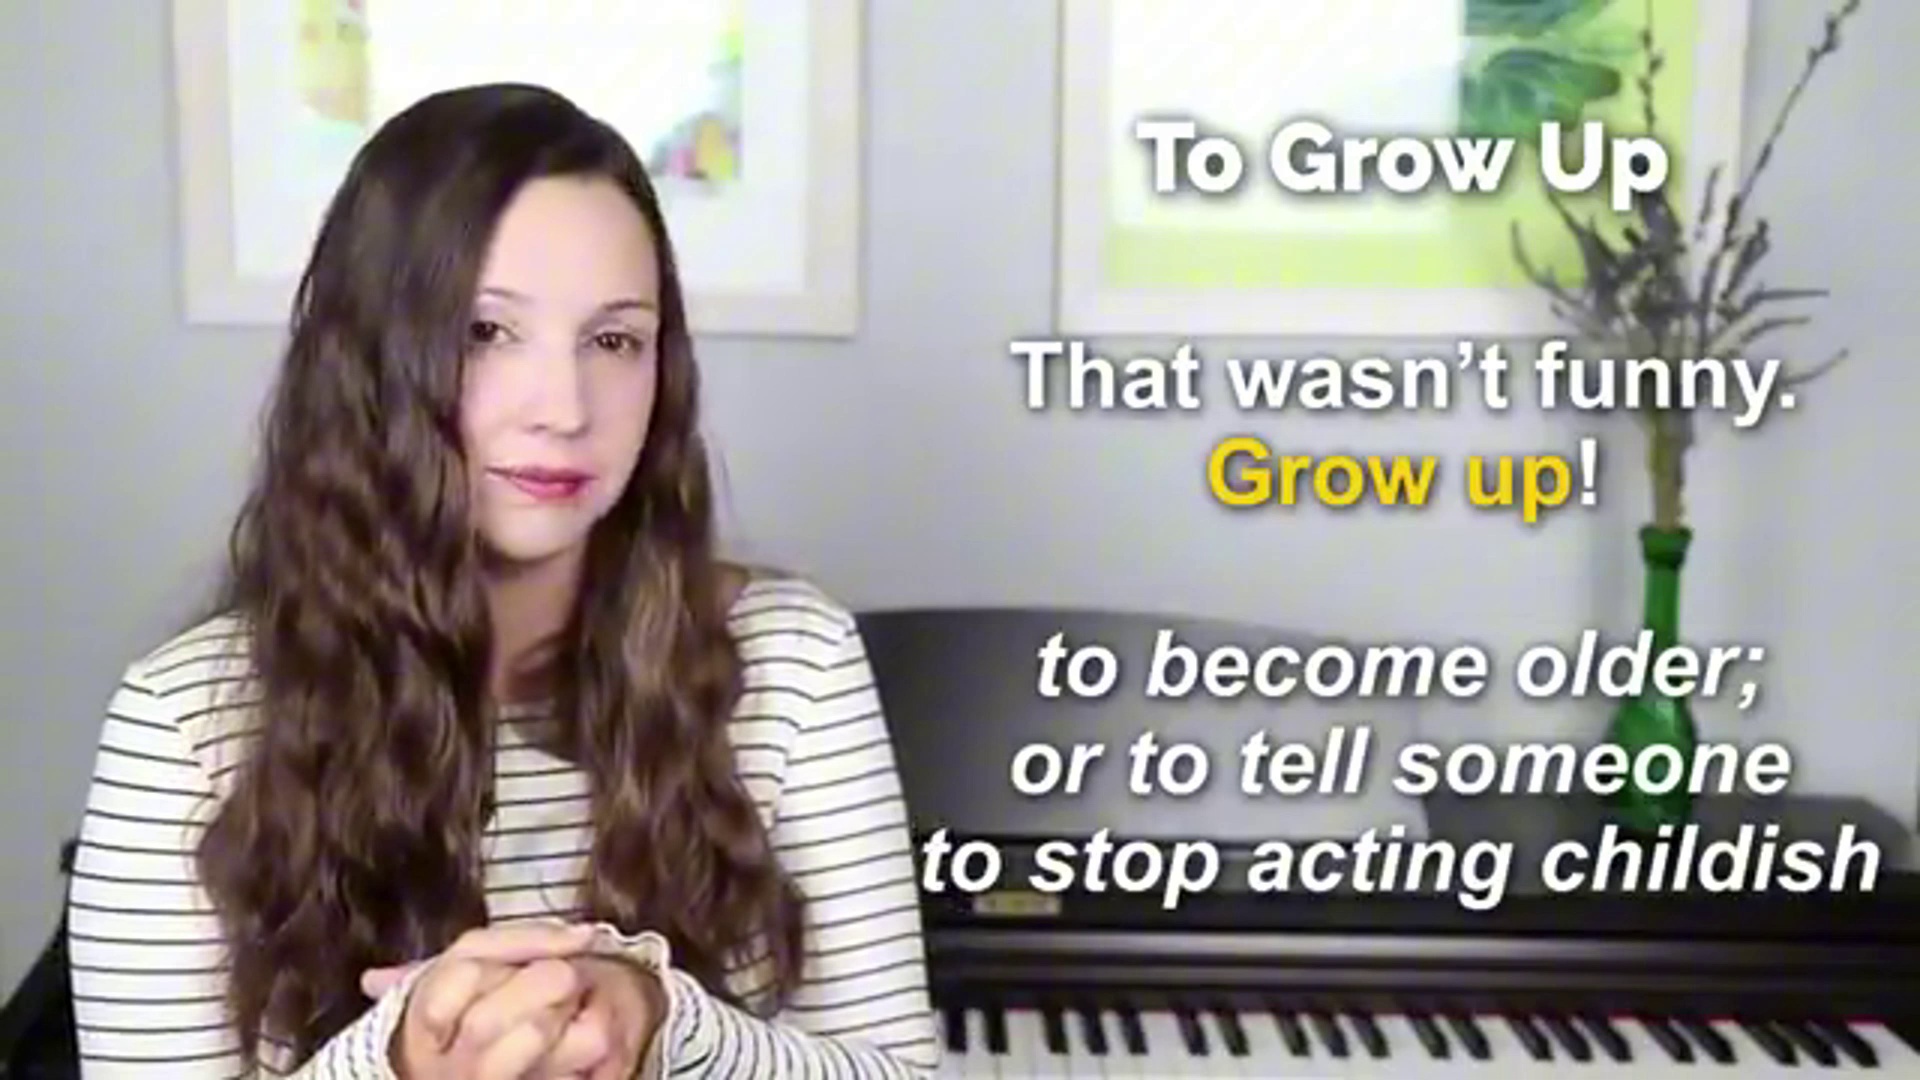 To Grow Up
That wasn’t funny.
Grow up!
to become older;
or to tell someone
to stop acting childish